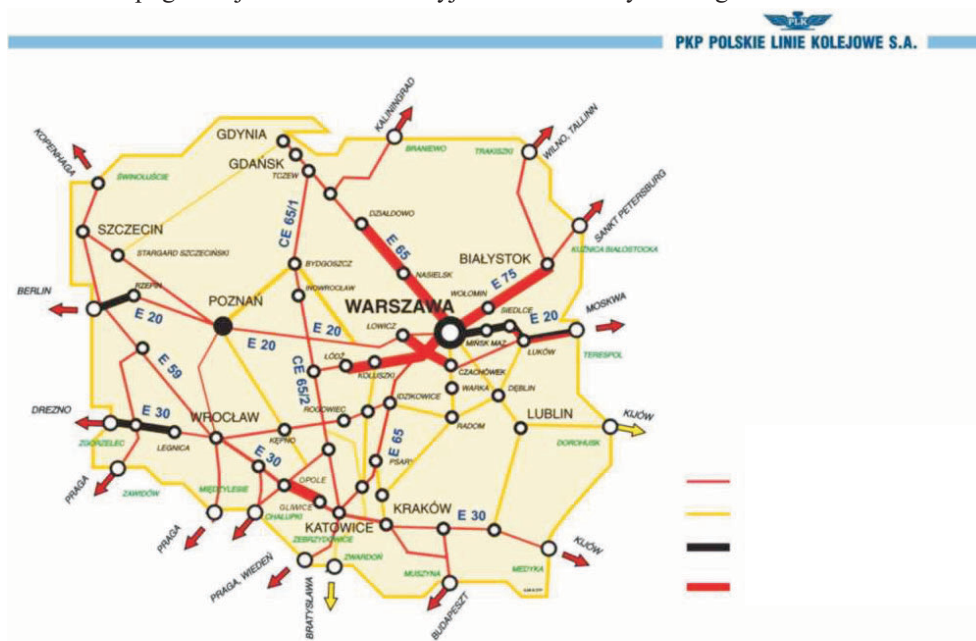 PLK
PKP POLSKIE LINIE KOLEJOWE S.A.
KOPENHAGA
ŚWINOUJŚCIE
GDYNIA
GDAŃSK
TCZEW
KALININGRAD
BRANIEWO
WILNO, TALLINN
TRAKISZKI
SANKT PETERSBURG
KUŹNICA BIAŁOSTOCKA
SZCZECIN
STARGARD SZCZECIŃSKI
CE 65/1
DZIAŁDOWO
E 65
NASIELSK
BIAŁYSTOK
E 75
BYDGOSZCZ
INOWROCŁAW
BERLIN
RZEPIN
E 20
POZNAŃ
E 20
E 20
WARSZAWA
WOŁOMIN
SIEDLCE
E 20
MOSKWA
TERESPOL
ŁOWICZ
MIŃSK MAZ
ŁUKÓW
ŁÓDŹ
KOLUSZKI
CZACHÓWEK
WARKA
DĘBLIN
E 59
CE 65/2
IDZIKOWICE
RADOM
LUBLIN
KIJÓW
DOROHUSK
DREZNO
ZGORZELEC
E 30
LEGNICA
WROCŁAW
ROGOWIEC
KĘPNO
E 65
PSARY
PRAGA
ZAWIDÓW
MIĘDZYLESIE
E 30
OPOLE
GLIWICE
CHAŁUPKI
KATOWICE
KRAKÓW
E 30
PRAGA
ZEBRZYDOWICE
ZWARDOŃ
MUSZYNA
MEDYKA
KIJÓW
PRAGA, WIEDEŃ
BRATYSŁAWA
BUDAPESZT